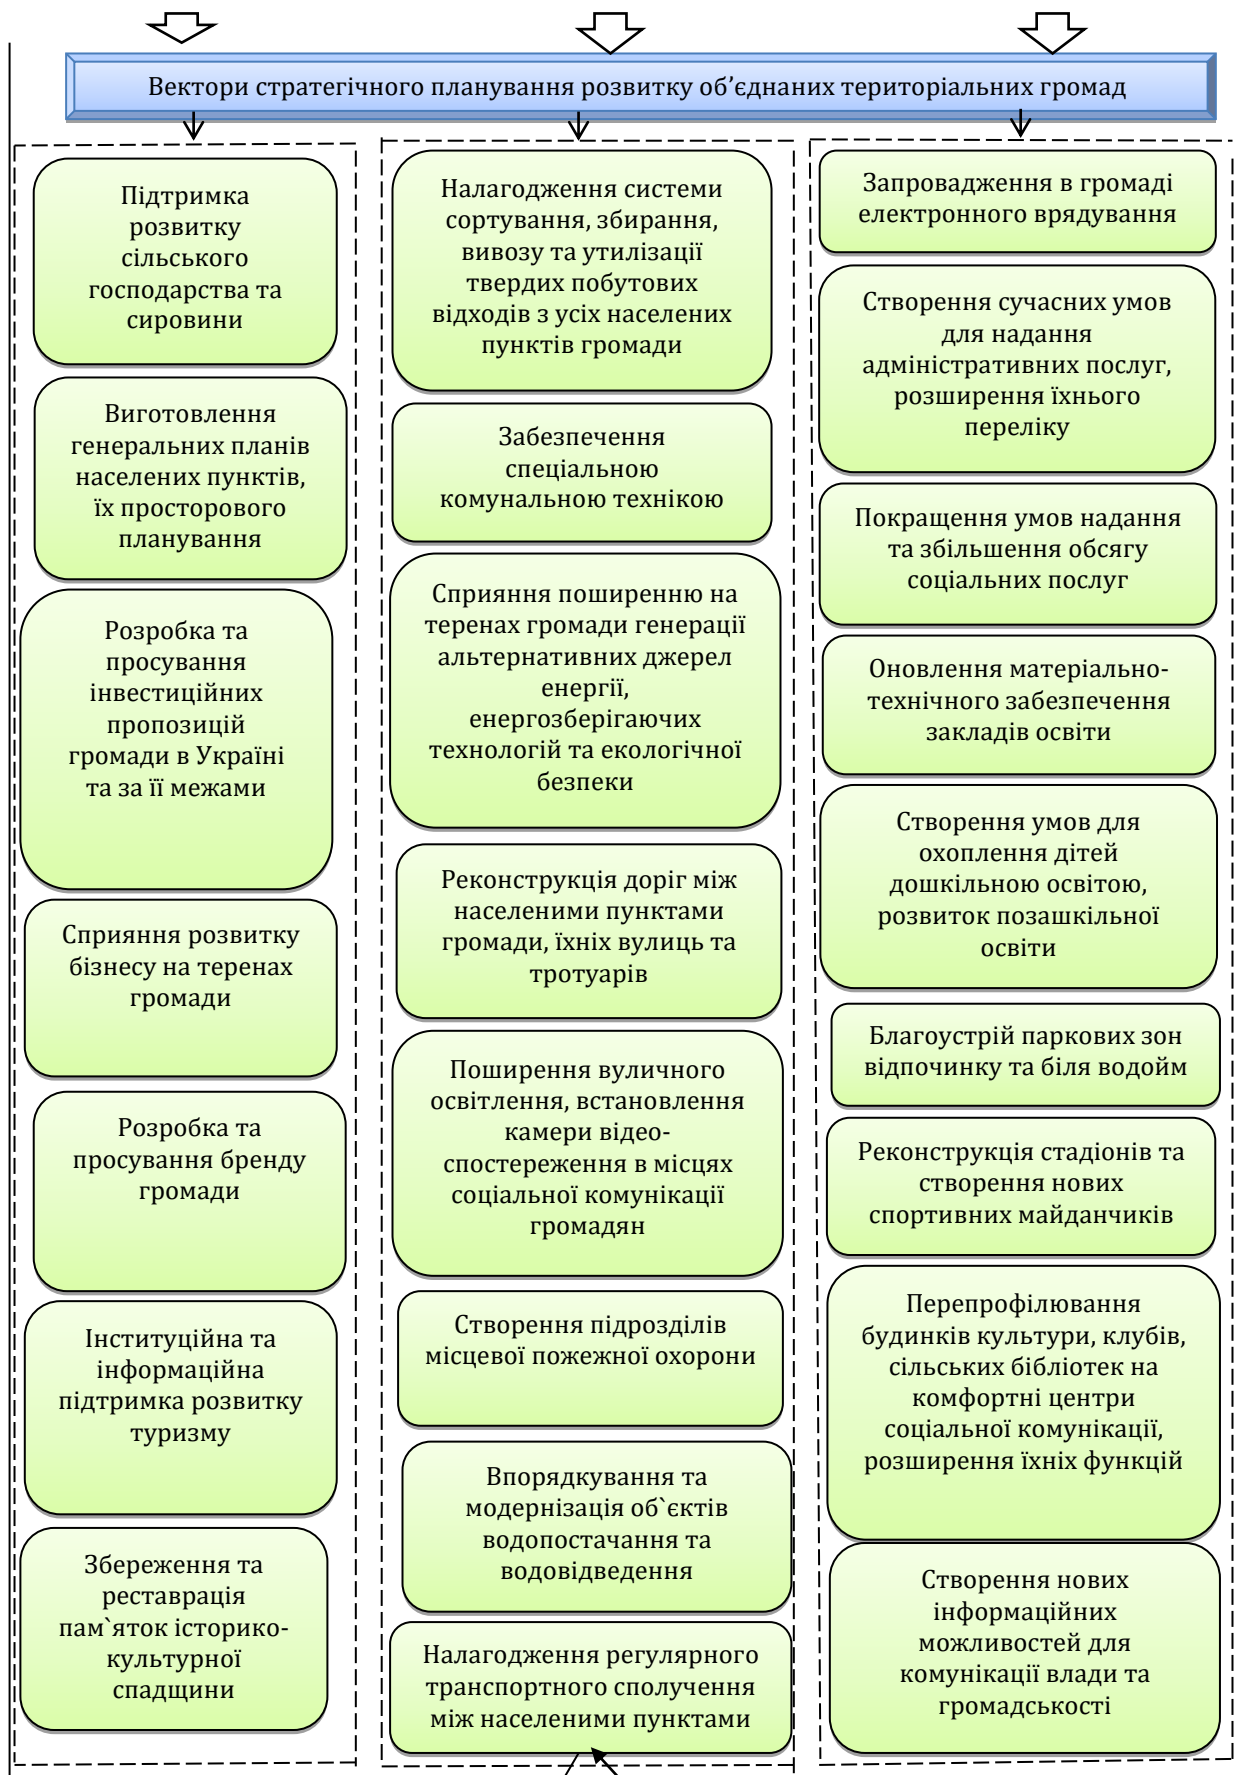 Вектори стратегічного планування розвитку об’єднаних територіальних громад
Підтримка
розвитку
сільського
господарства та
сировини
Виготовлення
генеральних планів
населених пунктів,
їх просторового
планування
Розробка та
просування
інвестиційних
пропозицій
громади в Україні
та за її межами
Сприяння розвитку
бізнесу на теренах
громади
Розробка та
просування бренду
громади
Інституційна та
інформаційна
підтримка розвитку
туризму
Збереження та
реставрація
пам`яток історико-
культурної
спадщини
Налагодження системи
сортування, збирання,
вивозу та утилізації
твердих побутових
відходів з усіх населених
пунктів громади
Забезпечення
спеціальною
комунальною технікою
Сприяння поширенню на
теренах громади генерації
альтернативних джерел
енергії,
енергозберігаючих
технологій та екологічної
безпеки
Реконструкція доріг між
населеними пунктами
громади, їхніх вулиць та
тротуарів
Поширення вуличного
освітлення, встановлення
камери відео-
спостереження в місцях
соціальної комунікації
громадян
Створення підрозділів
місцевої пожежної охорони
Впорядкування та
модернізація об`єктів
водопостачання та
водовідведення
Налагодження регулярного
транспортного сполучення
між населеними пунктами
Запровадження в громаді
електронного врядування
Створення сучасних умов
для надання
адміністративних послуг,
розширення їхнього
переліку
Покращення умов надання
та збільшення обсягу
соціальних послуг
Оновлення матеріально-
технічного забезпечення
закладів освіти
Створення умов для
охоплення дітей
дошкільною освітою,
розвиток позашкільної
освіти
Благоустрій паркових зон
відпочинку та біля водойм
Реконструкція стадіонів та
створення нових
спортивних майданчиків
Перепрофілювання
будинків культури, клубів,
сільських бібліотек на
комфортні центри
соціальної комунікації,
розширення їхніх функцій
Створення нових
інформаційних
можливостей для
комунікації влади та
громадськості